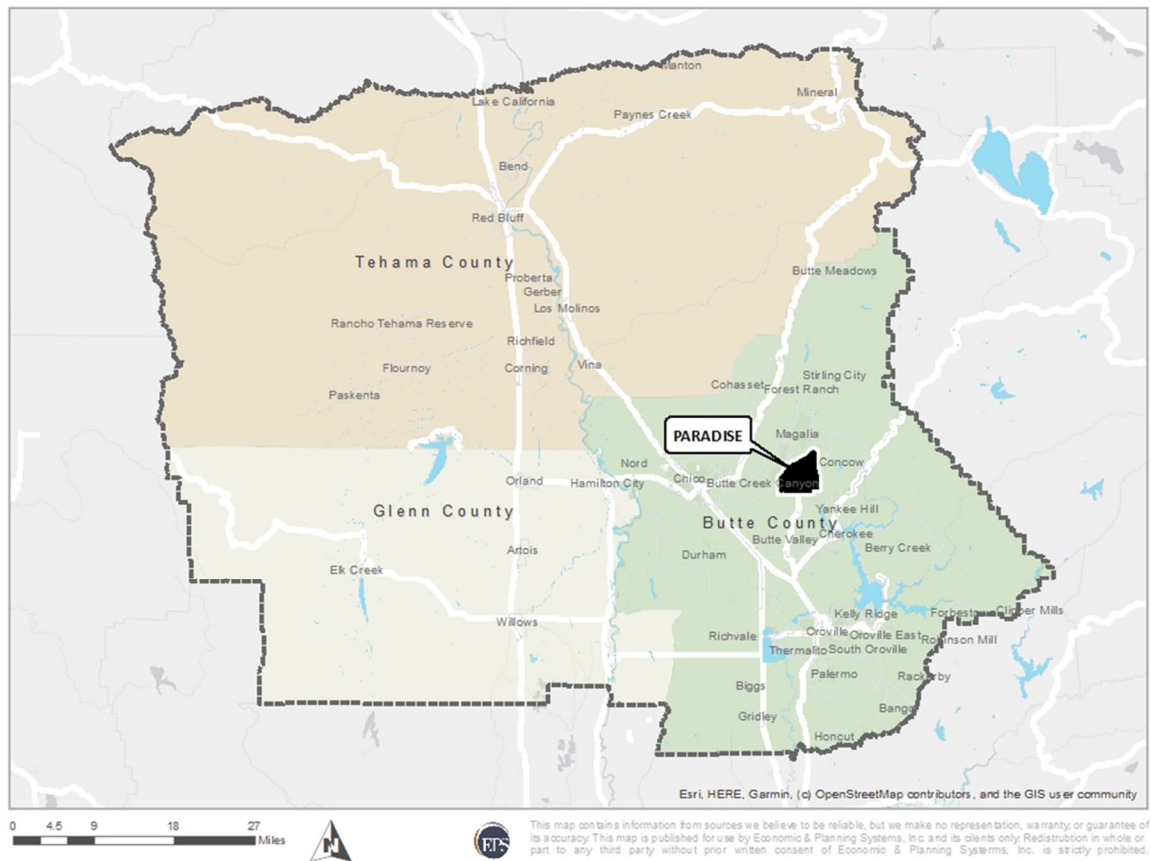 Manton
Mineral
Lake California
Paynes Creek
Bend
Red Bluff
Tehama County
Butte Meadows
Proberta
Gerber
Los Molinos
Rancho Tehama Reserve
Richfield
Vina
Flournoy
Corning
Stirling City
Cohasset
Forest Ranch
Paskenta
PARADISE
Magalia
Nord
Concow
Orland
Hamilton City
Chico
Butte Creek Canyon
Glenn County
Yankee Hill
Butte County
Cherokee
Butte Valley
Artois
Durham
Berry Creek
Elk Creek
Kelly Ridge
Forbestown
Clipper Mills
Willows
Richvale
Oroville
Oroville East
Robinson Mill
Thermalito
South Oroville
Palermo
Rackerby
Biggs
Bangor
Gridley
Honcut
Esri, HERE, Garmin, (c) OpenStreetMap contributors, and the GIS user community
0 4.5 9 18 27
Miles
N
EPS
This map contains information from sources we believe to be reliable, but we make no representation, warranty, or guarantee of
its accuracy. This map is published for use by Economic & Planning Systems, Inc. and its clients only. Redistrubtion in whole or
part to any third party without prior written consent of Economic & Planning Systerms, Inc. is strictly prohibited.